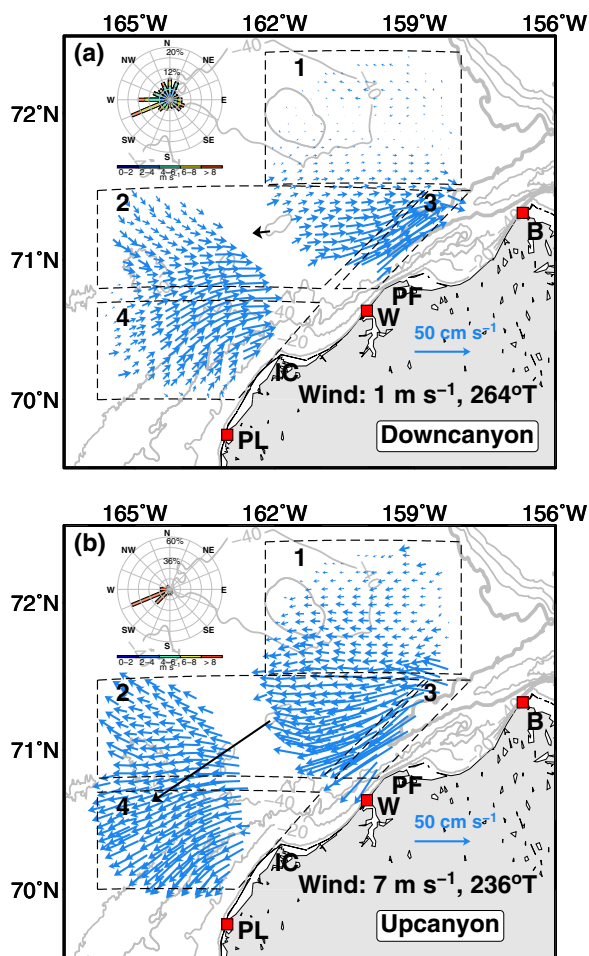 165˚W 162˚W 159˚W 156˚W
(a)
N
20%
NW NE
12%
W E
SW SE
S
0−2 2−4 4−6 6−8 > 8
m s−1
40
1
72˚N
2
3
71˚N
B
4
PF
W
20
50 cm s−1
IC
70˚N
Wind: 1 m s−1, 264ºT
PL
Downcanyon
165˚W 162˚W 159˚W 156˚W
(b)
N
60%
NW NE
36%
W E
SW SE
S
0−2 2−4 4−6 6−8 > 8
m s−1
40
1
72˚N
2
3
71˚N
B
4
PF
W
40
20
50 cm s−1
IC
70˚N
Wind: 7 m s−1, 236ºT
PL
Upcanyon